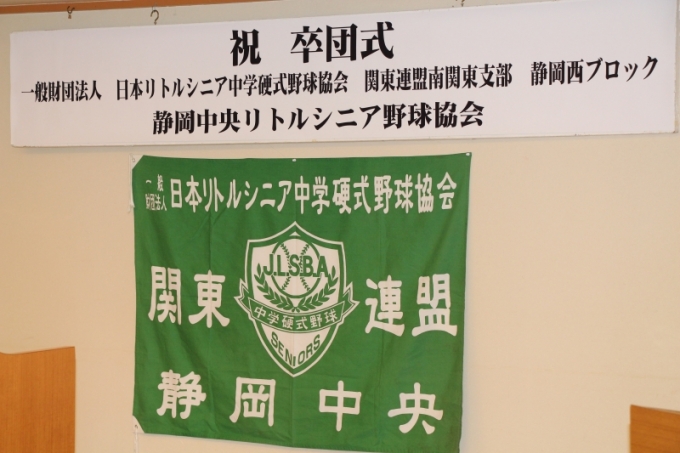 祝 卒団式
一般財団法人 日本リトルシニア中学硬式野球協会 関東連盟南関東支部 静岡西ブロック
静岡中央リトルシニア野球協会
一般財団法人 日本リトルシニア中学硬式野球協会
J.L.S.B.A.
関東 連盟
中学硬式野球
SENIORS
静岡中央